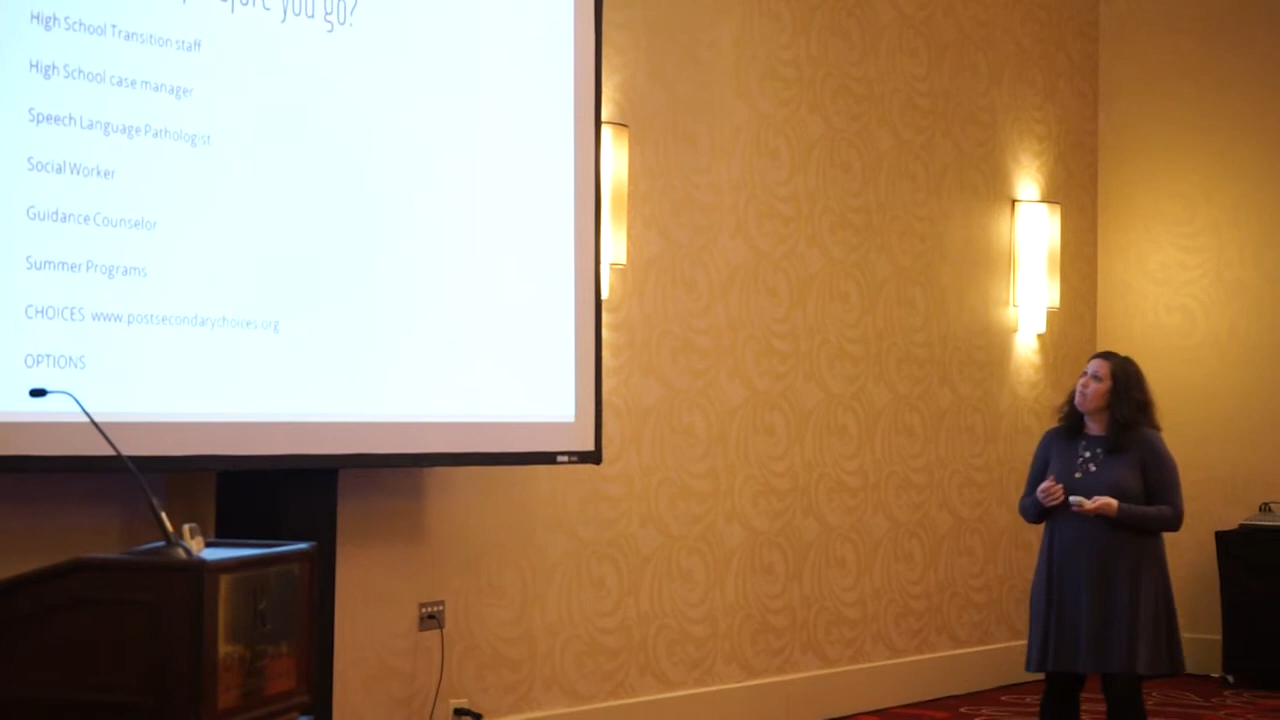 you go?
High School Transition staff
High School case manager
Speech Language Pathologist
Social Worker
Guidance Counselor
Summer Programs
CHOICES www.postsecondarychoices.org
OPTIONS